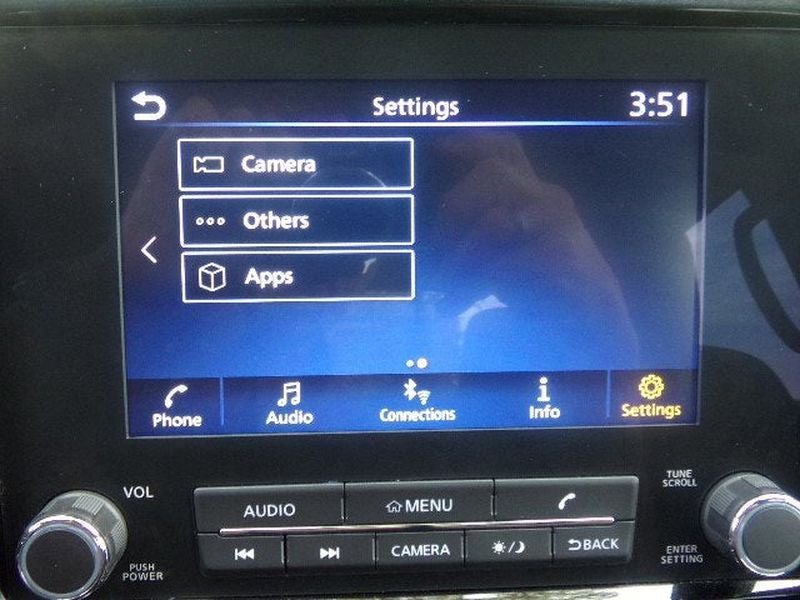 Settings 3:51
Camera
Others
Apps
Phone Audio Connections Info Settings
VOL
PUSH
POWER
AUDIO MENU
CAMERA BACK
TUNE
SCROLL
ENTER
SETTING